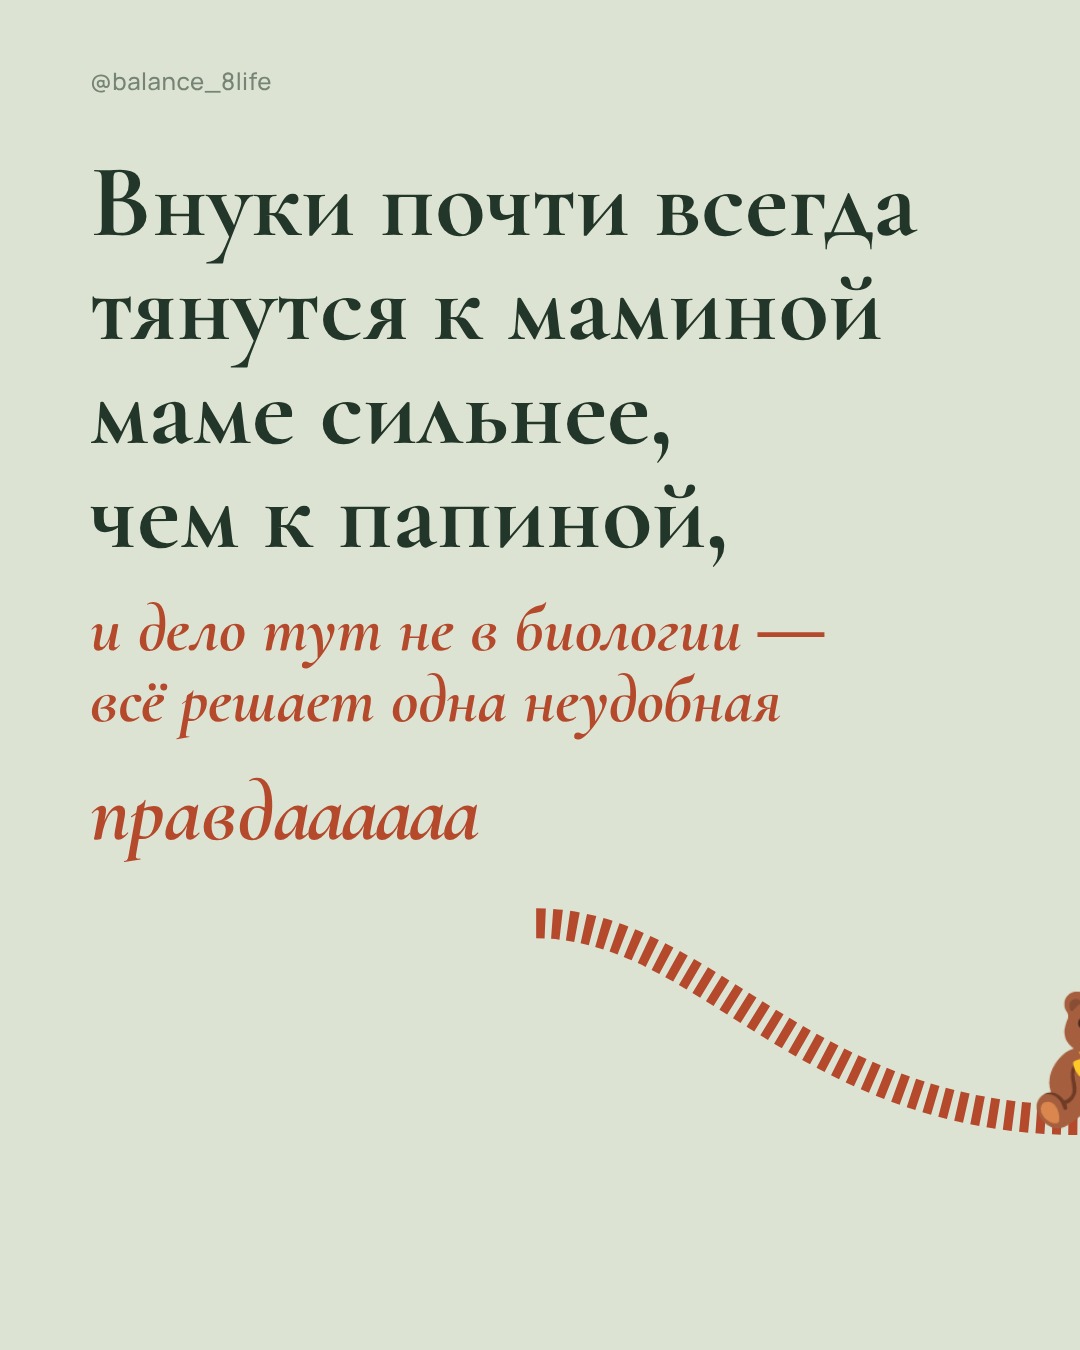 @balance_8life
Внуки почти всегда
тянутся к маминой
маме сильнее,
чем к папиной,
и дело тут не в биологии —
всё решает одна неудобная
правдаааааа